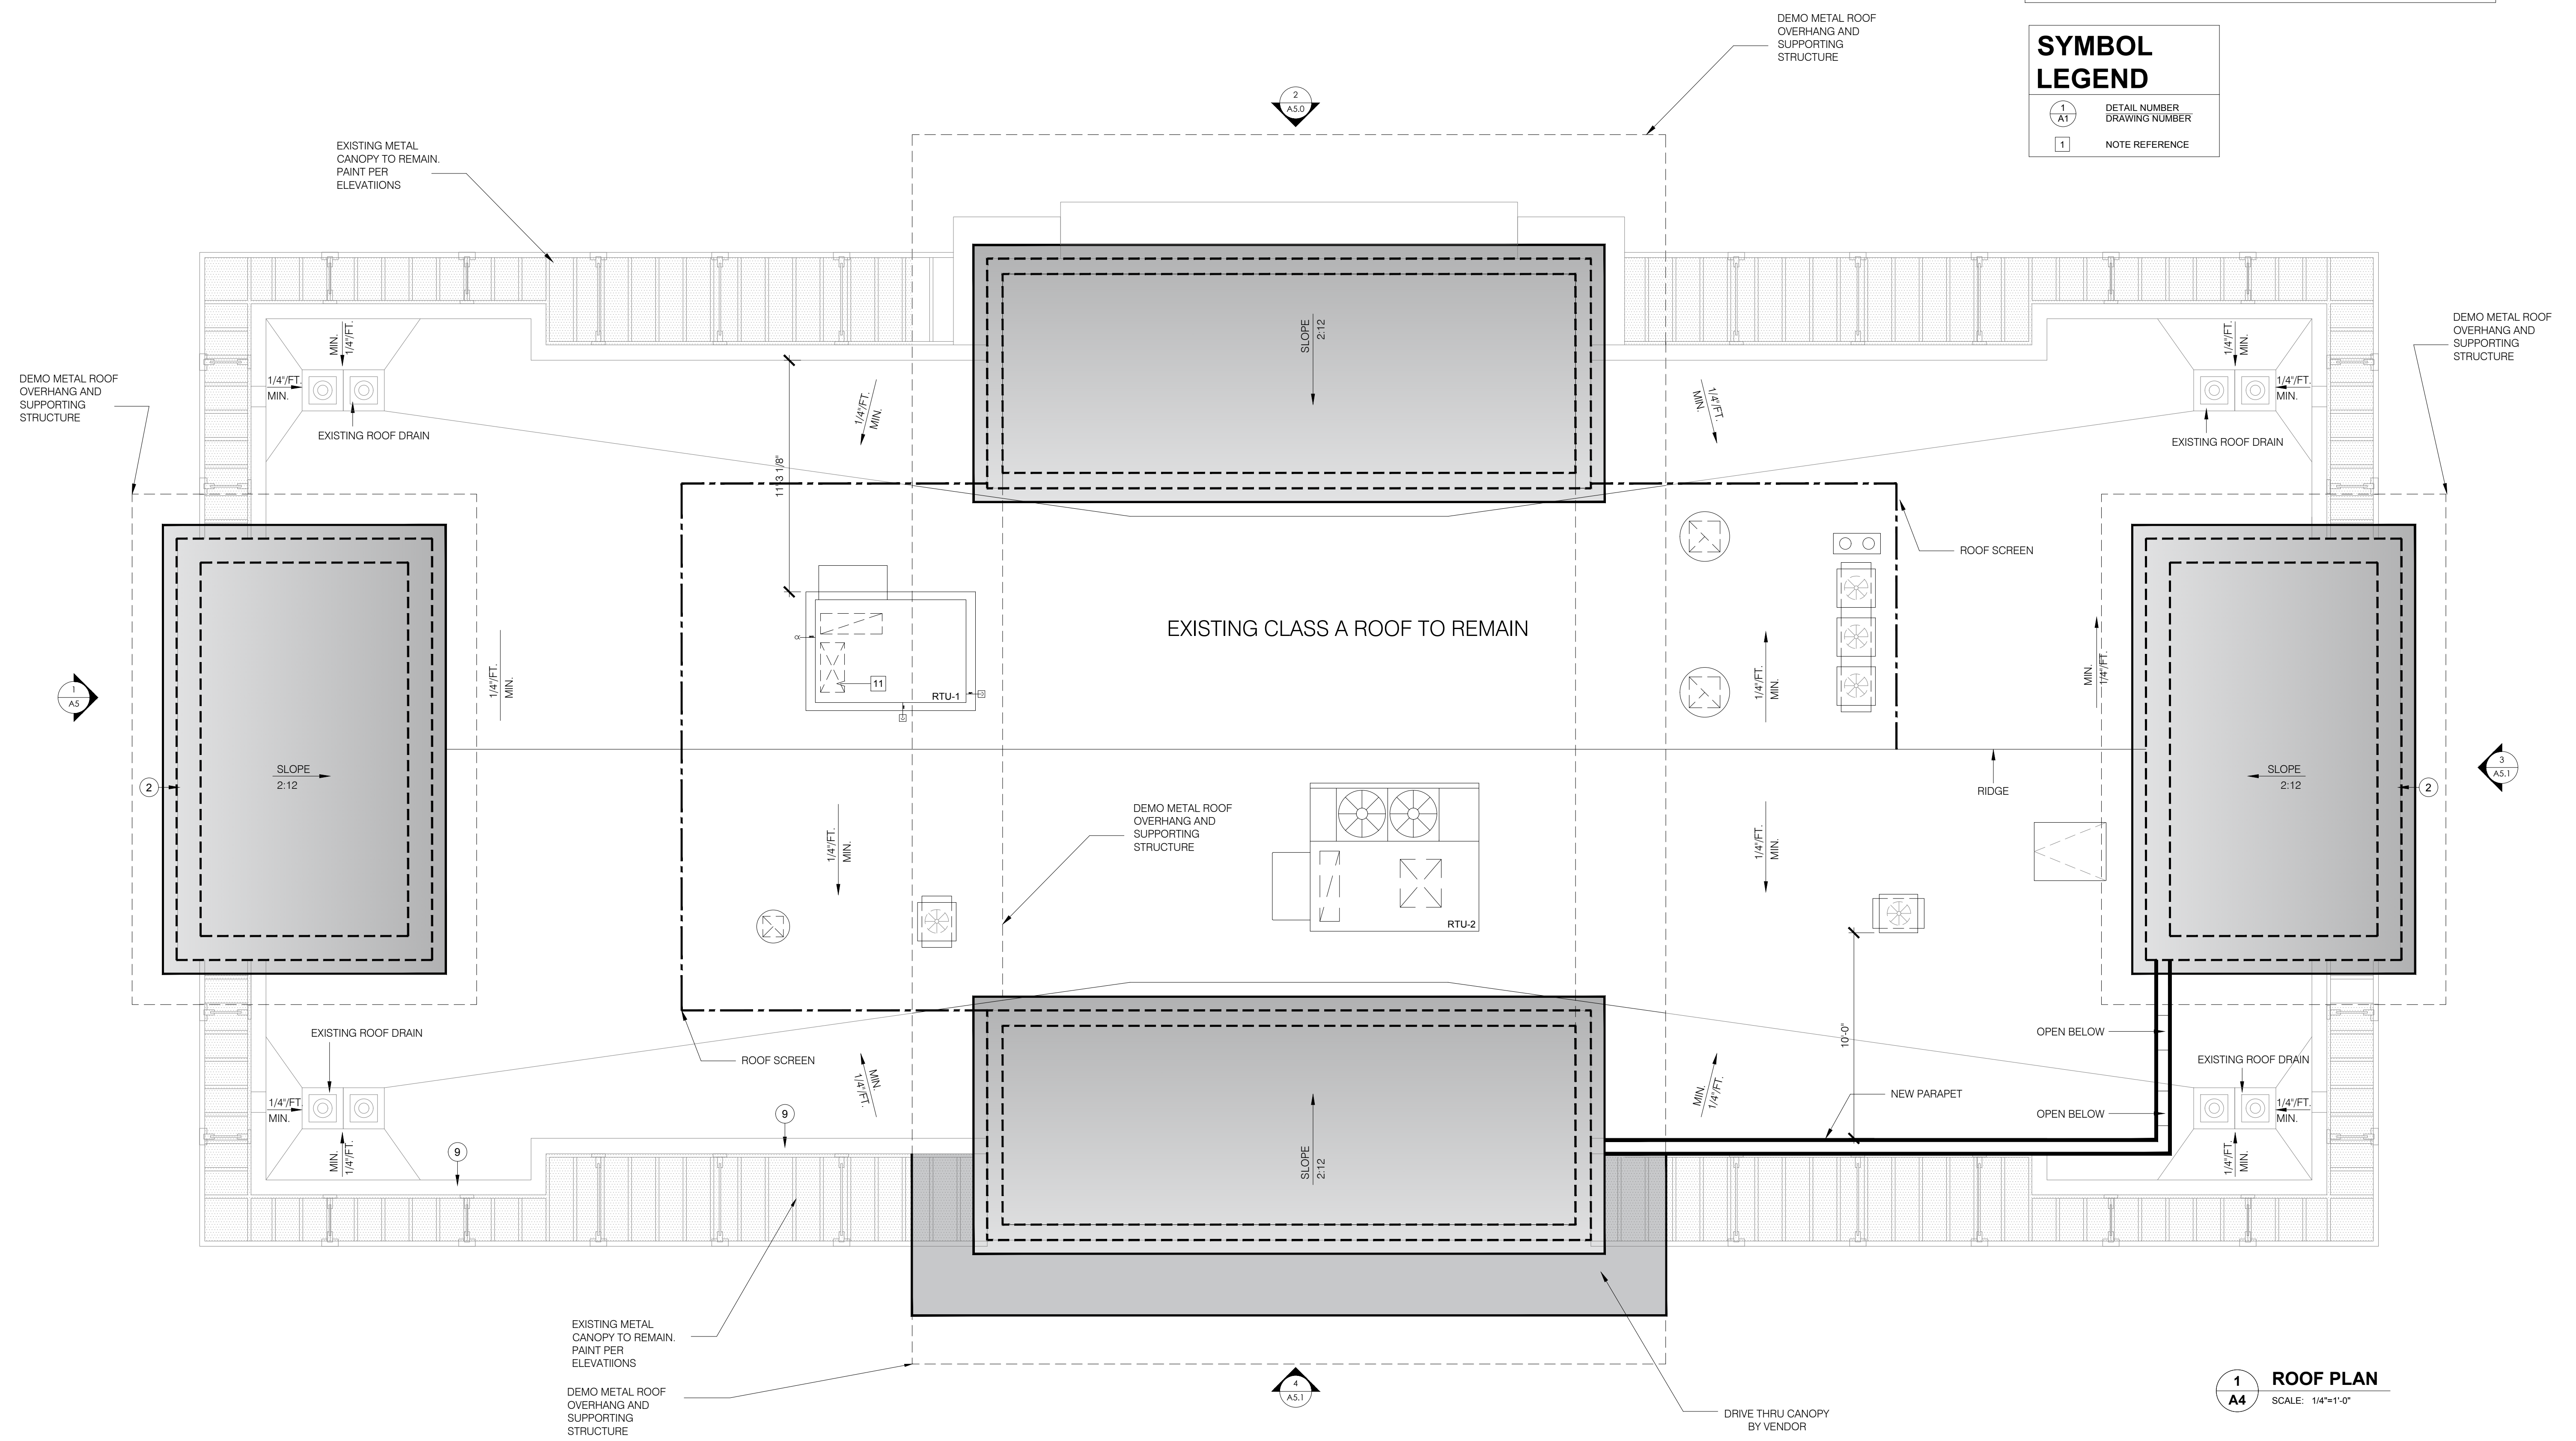 DEMO METAL ROOF
OVERHANG AND
SUPPORTING
STRUCTURE
SYMBOL
LEGEND
1
A1
DETAIL NUMBER
DRAWING NUMBER
1
NOTE REFERENCE
2
A5.0
EXISTING METAL
CANOPY TO REMAIN.
PAINT PER
ELEVATIIONS
DEMO METAL ROOF
OVERHANG AND
SUPPORTING
STRUCTURE
DEMO METAL ROOF
OVERHANG AND
SUPPORTING
STRUCTURE
MIN.
1/4"/FT.
1/4"/FT.
MIN.
EXISTING ROOF DRAIN
SLOPE
2:12
1/4"/FT.
MIN.
1/4"/FT.
MIN.
1/4"/FT.
MIN.
1/4"/FT.
MIN.
EXISTING ROOF DRAIN
11'-3 1/8"
ROOF SCREEN
EXISTING CLASS A ROOF TO REMAIN
11
RTU-1
1/4"/FT.
MIN.
1/4"/FT.
MIN.
MIN.
1/4"/FT.
1
A5
SLOPE
2:12
2
RIDGE
SLOPE
2:12
2
3
A5.1
DEMO METAL ROOF
OVERHANG AND
SUPPORTING
STRUCTURE
1/4"/FT.
MIN.
1/4"/FT.
MIN.
RTU-2
10'-0"
EXISTING ROOF DRAIN
ROOF SCREEN
OPEN BELOW
EXISTING ROOF DRAIN
MIN.
1/4"/FT.
MIN.
1/4"/FT.
NEW PARAPET
1/4"/FT.
MIN.
9
9
OPEN BELOW
1/4"/FT.
MIN.
MIN.
1/4"/FT.
SLOPE
2:12
1/4"/FT.
MIN.
EXISTING METAL
CANOPY TO REMAIN.
PAINT PER
ELEVATIIONS
DEMO METAL ROOF
OVERHANG AND
SUPPORTING
STRUCTURE
4
A5.1
DRIVE THRU CANOPY
BY VENDOR
1
A4
ROOF PLAN
SCALE: 1/4"=1'-0"